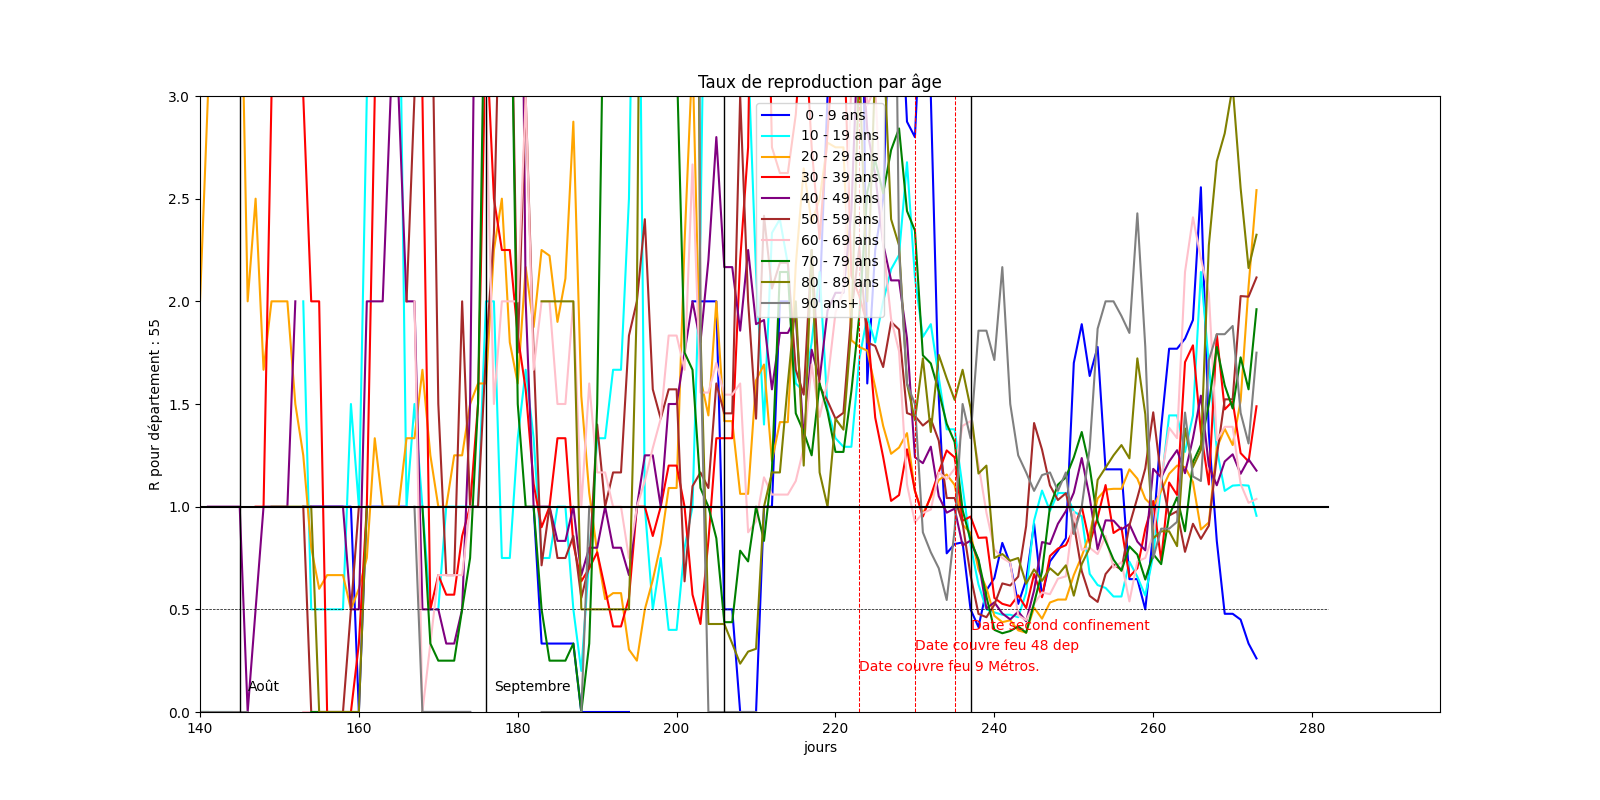 Taux de reproduction par âge
R pour département : 55
3.0
2.5
2.0
1.5
1.0
0.5
0.0
0 - 9 ans
10 - 19 ans
20 - 29 ans
30 - 39 ans
40 - 49 ans
50 - 59 ans
60 - 69 ans
70 - 79 ans
80 - 89 ans
90 ans+
Date second confinement
Date couvre feu 48 dep
Date couvre feu 9 Métros.
Août
Septembre
140 160 180 200 220 240 260 280
jours